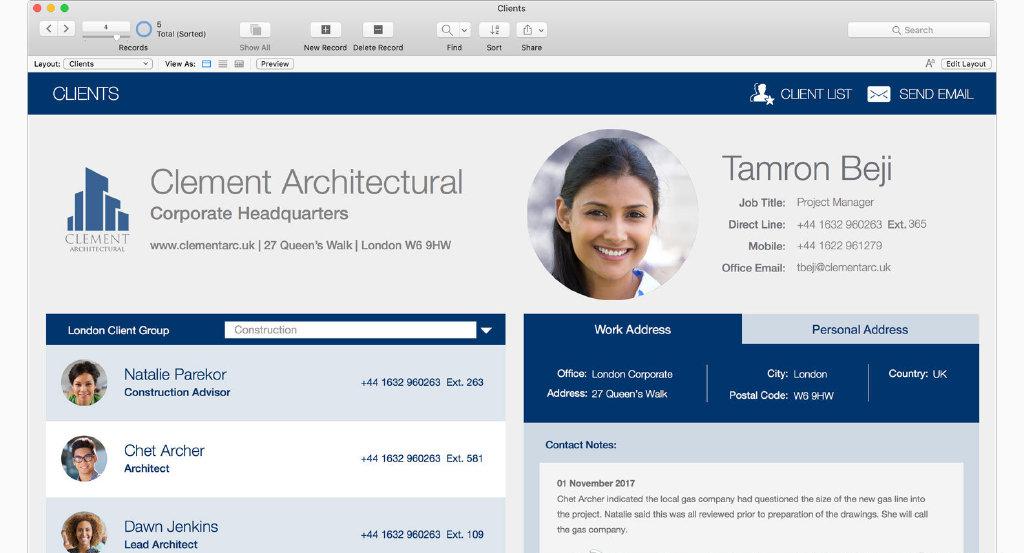 Clients
4
5
Total (Sorted)
Records
Show All
New Record
Delete Record
Find
Sort
Share
Search
Layout:
Clients
View As:
Preview
Edit Layout
CLIENTS
CLIENT LIST
SEND EMAIL
CLEMENT
ARCHITECTURAL
Clement Architectural
Corporate Headquarters
www.clementarc.uk | 27 Queen's Walk | London W6 9HW
Tamron Beji
Job Title: Project Manager
Direct Line: +44 1632 960263 Ext. 365
Mobile: +44 1622 961279
Office Email: tbeji@clementarc.uk
London Client Group
Construction
Natalie Parekor
Construction Advisor
+44 1632 960263 Ext. 263
Chet Archer
Architect
+44 1632 960263 Ext. 581
Dawn Jenkins
Lead Architect
+44 1632 960263 Ext. 109
Work Address
Personal Address
Office: London Corporate
Address: 27 Queen's Walk
City: London
Postal Code: W6 9HW
Country: UK
Contact Notes:
01 November 2017
Chet Archer indicated the local gas company had questioned the size of the new gas line into
the project. Natalie said this was all reviewed prior to preparation of the drawings. She will call
the gas company.